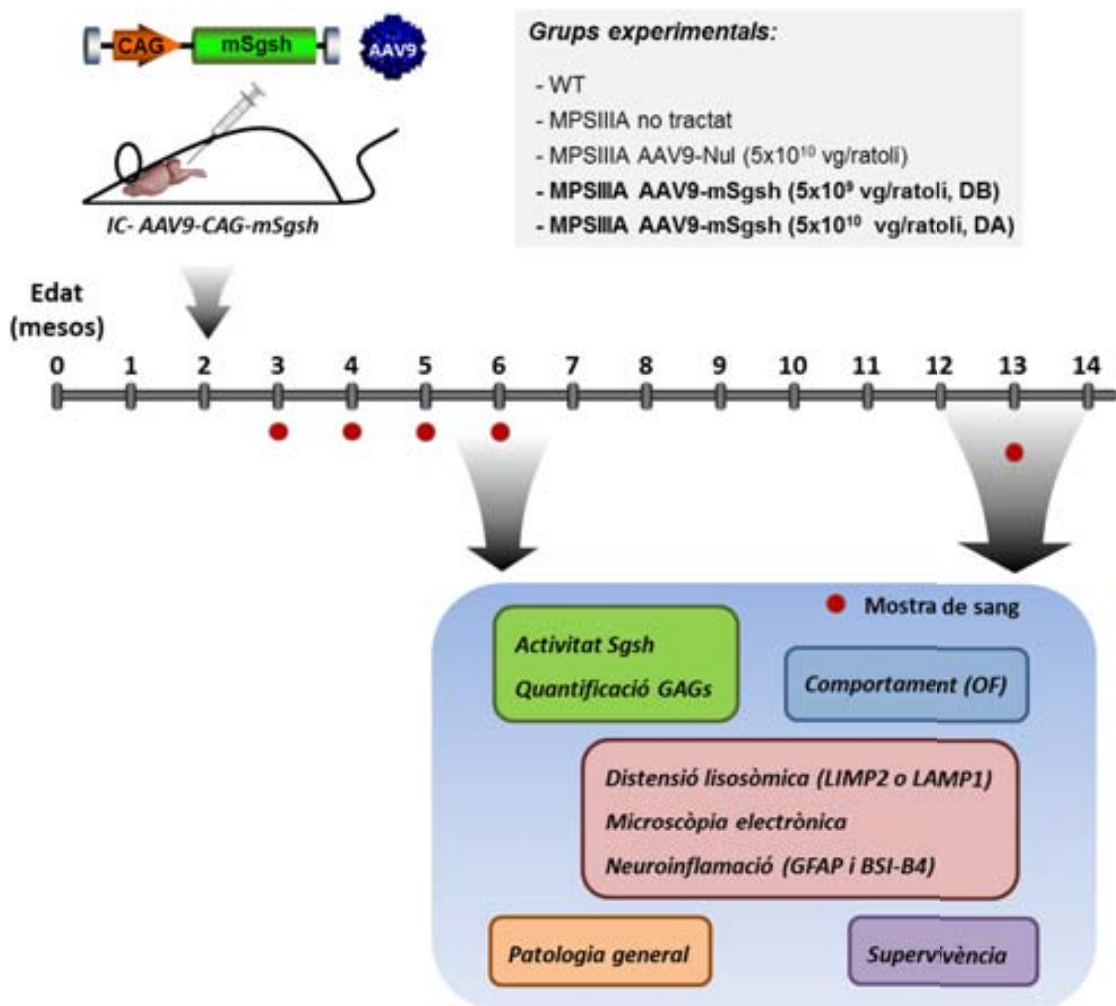 CAG mSgsh AAV9
IC- AAV9-CAG-mSgsh
Grups experimentals:
- WT
- MPSIIIA no tractat
- MPSIIIA AAV9-Nul (5x10¹⁰ vg/ratolí)
- MPSIIIA AAV9-mSgsh (5x10⁹ vg/ratolí, DB)
- MPSIIIA AAV9-mSgsh (5x10¹⁰ vg/ratolí, DA)
Edat
(mesos)
0 1 2 3 4 5 6 7 8 9 10 11 12 13 14
Mostra de sang
Activitat Sgsh
Quantificació GAGs
Comportament (OF)
Distensió lisosòmica (LIMP2 o LAMP1)
Microscòpia electrònica
Neuroinflamació (GFAP i BSI-B4)
Patologia general
Supervivència